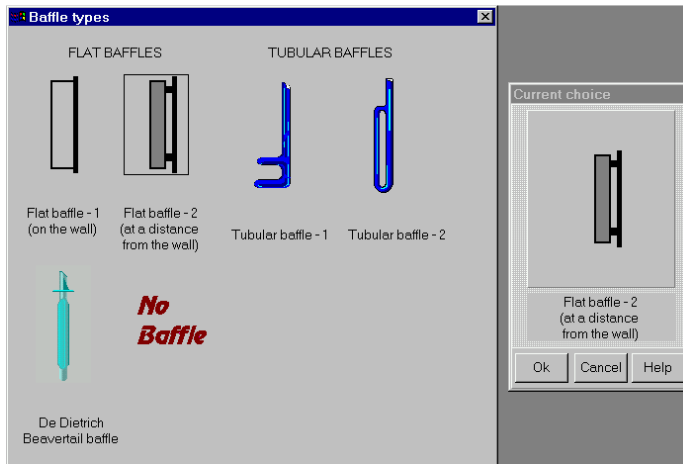 Baffle types
FLAT BAFFLES
TUBULAR BAFFLES
Flat baffle - 1
(on the wall)
Flat baffle - 2
(at a distance
from the wall)
Tubular baffle - 1
Tubular baffle - 2
No
Baffle
De Dietrich
Beavertail baffle
Current choice
Flat baffle - 2
(at a distance
from the wall)
Ok
Cancel
Help